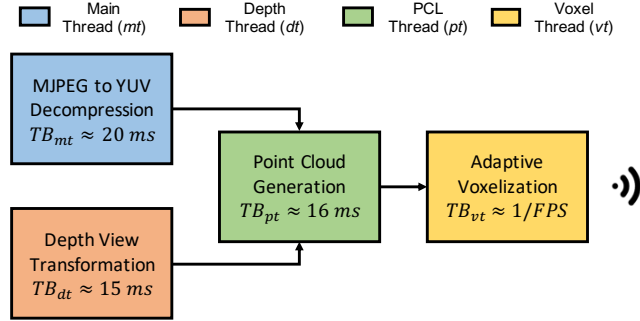 Main
Thread (mt)
Depth
Thread (dt)
PCL
Thread (pt)
Voxel
Thread (vt)
MJPEG to YUV
Decompression
TB_mt ≈ 20 ms
Point Cloud
Generation
TB_pt ≈ 16 ms
Adaptive
Voxelization
TB_vt ≈ 1/FPS
Depth View
Transformation
TB_dt ≈ 15 ms